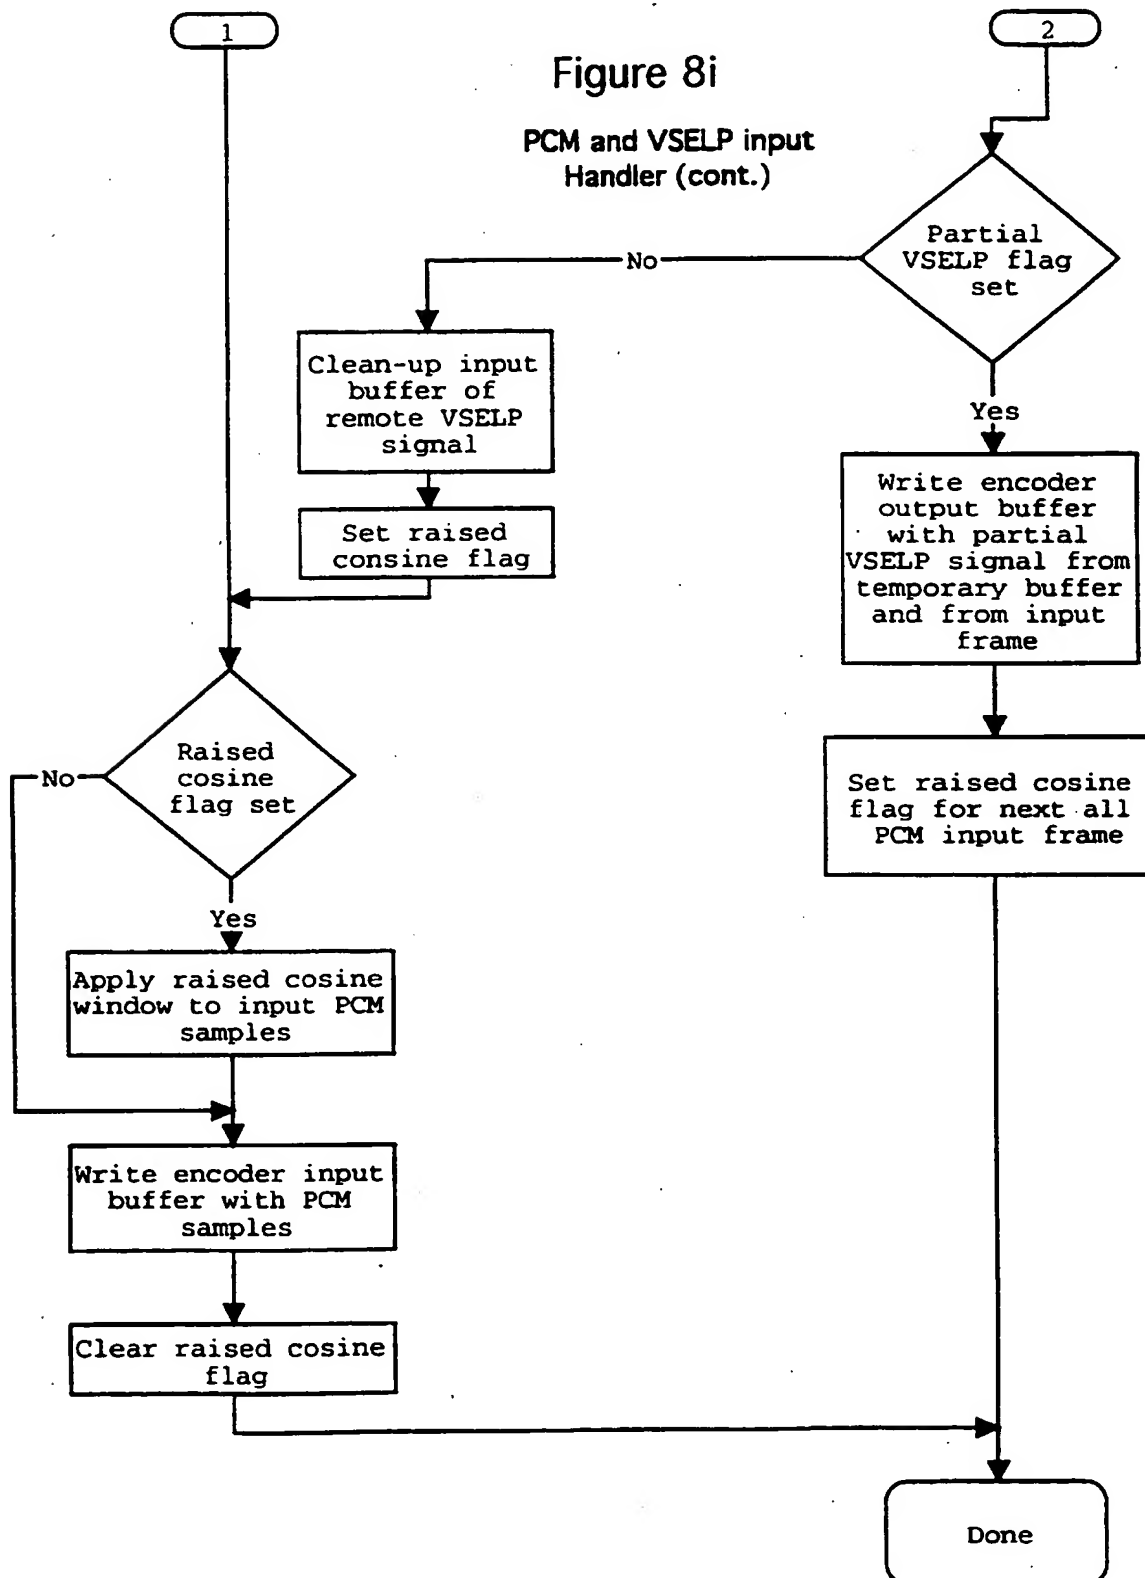 1
2
Figure 8i
PCM and VSELP input
Handler (cont.)
Partial
VSELP flag
set
No
Clean-up input
buffer of
remote VSELP
signal
Yes
Set raised
consine flag
Write encoder
output buffer
with partial
VSELP signal from
temporary buffer
and from input
frame
Raised
cosine
flag set
No
Set raised cosine
flag for next all
PCM input frame
Yes
Apply raised cosine
window to input PCM
samples
Write encoder input
buffer with PCM
samples
Clear raised cosine
flag
Done